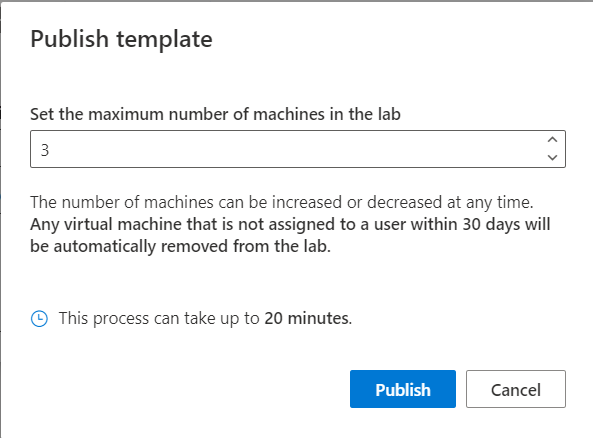 Publish template
Set the maximum number of machines in the lab
3
The number of machines can be increased or decreased at any time.
Any virtual machine that is not assigned to a user within 30 days will
be automatically removed from the lab.
This process can take up to 20 minutes.
Publish
Cancel